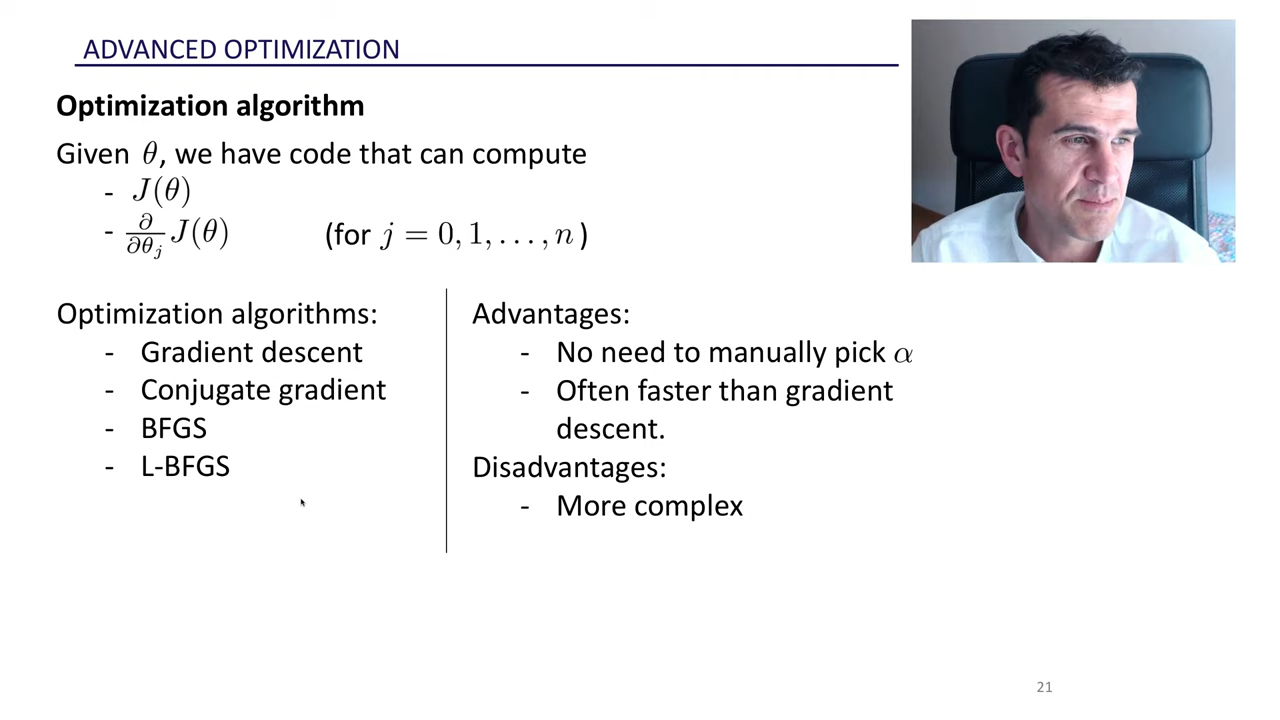 ADVANCED OPTIMIZATION
Optimization algorithm
Given θ, we have code that can compute
- J(θ)
- ∂/∂θⱼ J(θ) (for j = 0, 1, . . . , n )
Optimization algorithms:
- Gradient descent
- Conjugate gradient
- BFGS
- L-BFGS
Advantages:
- No need to manually pick α
- Often faster than gradient
descent.
Disadvantages:
- More complex
21